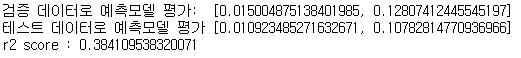 검증 데이터로 예측모델 평가:  [0.015004875138401985, 0.12807412445545197]
테스트 데이터로 예측모델 평가 [0.010923485271632671, 0.10782814770936966]
r2 score : 0.384109538320071